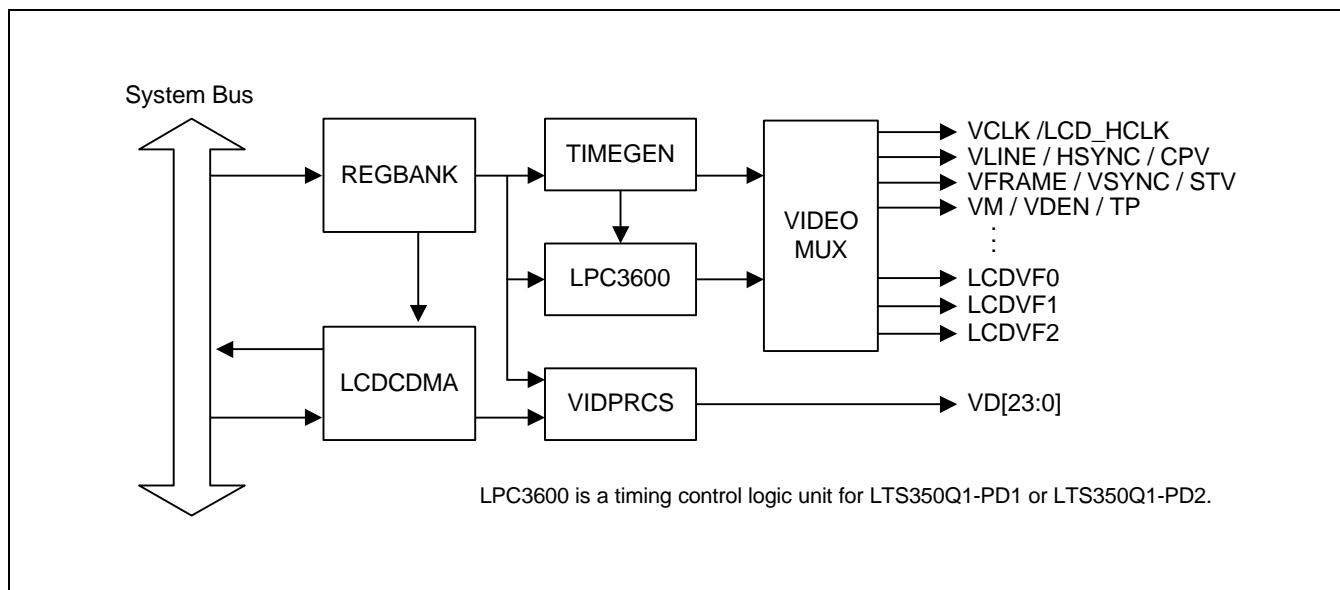 System Bus
REGBANK
LCDCDMA
TIMEGEN
LPC3600
VIDPRCS
VIDEO
MUX
VCLK /LCD_HCLK
VLINE / HSYNC / CPV
VFRAME / VSYNC / STV
VM / VDEN / TP
LCDVF0
LCDVF1
LCDVF2
VD[23:0]
LPC3600 is a timing control logic unit for LTS350Q1-PD1 or LTS350Q1-PD2.